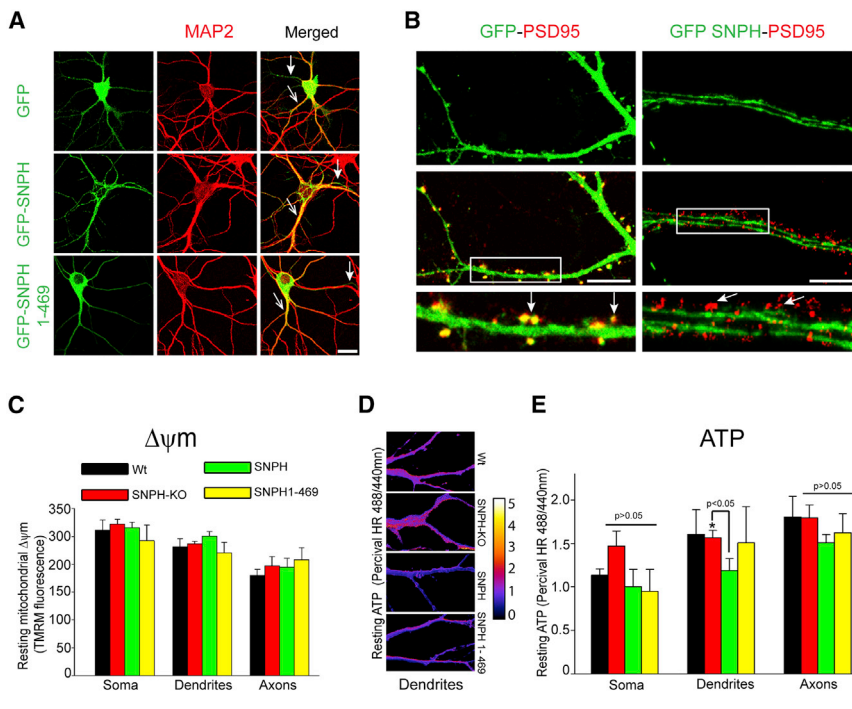 A
MAP2
Merged
GFP
GFP-SNPH
GFP-SNPH
1-469
B
GFP-PSD95
GFP SNPH-PSD95
C
Δψm
Wt
SNPH
SNPH-KO
SNPH1-469
Resting mitochondrial Δψm
(TMRM fluorescence)
350
300
250
169
150
100
50
0
Soma
Dendrites
Axons
D
Resting ATP (Percival HR 488/440mn)
Wt
SNPH-KO
SNPH
SNPH 1-469
5
4
3
2
1
0
Dendrites
E
ATP
Resting ATP (Percival HR 488/440nm)
2.0
1.5
1.0
0.5
0
p>0.05
p<0.05
*
p>0.05
Soma
Dendrites
Axons